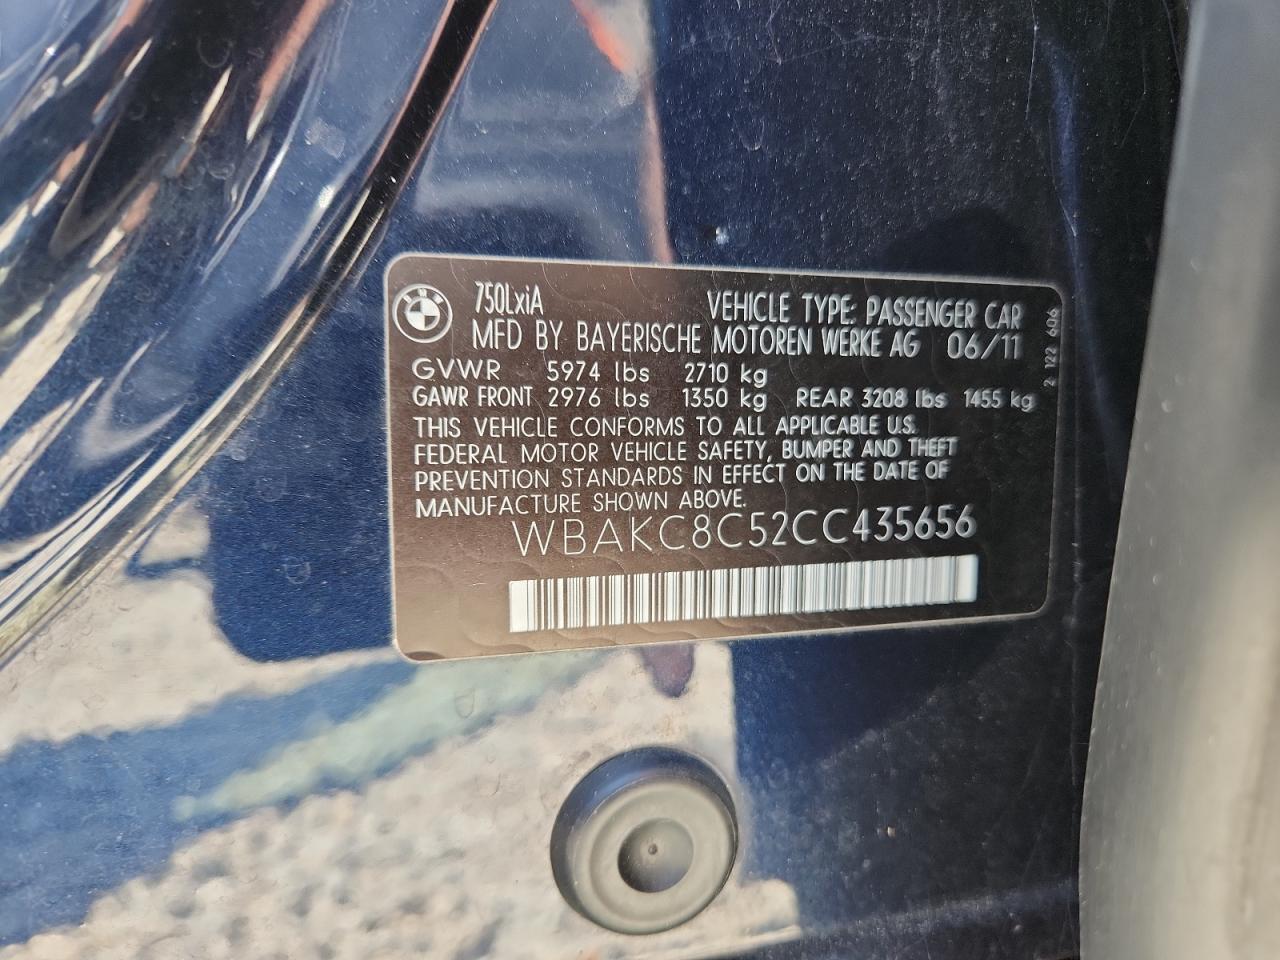 750LxiA VEHICLE TYPE: PASSENGER CAR
MFD BY BAYERISCHE MOTOREN WERKE AG 06/11
GVWR 5974 lbs 2710 kg
GAWR FRONT 2976 lbs 1350 kg REAR 3208 lbs 1455 kg
THIS VEHICLE CONFORMS TO ALL APPLICABLE U.S.
FEDERAL MOTOR VEHICLE SAFETY, BUMPER AND THEFT
PREVENTION STANDARDS IN EFFECT ON THE DATE OF
MANUFACTURE SHOWN ABOVE.
WBAKC8C52CC435656
2 122 606
BMW